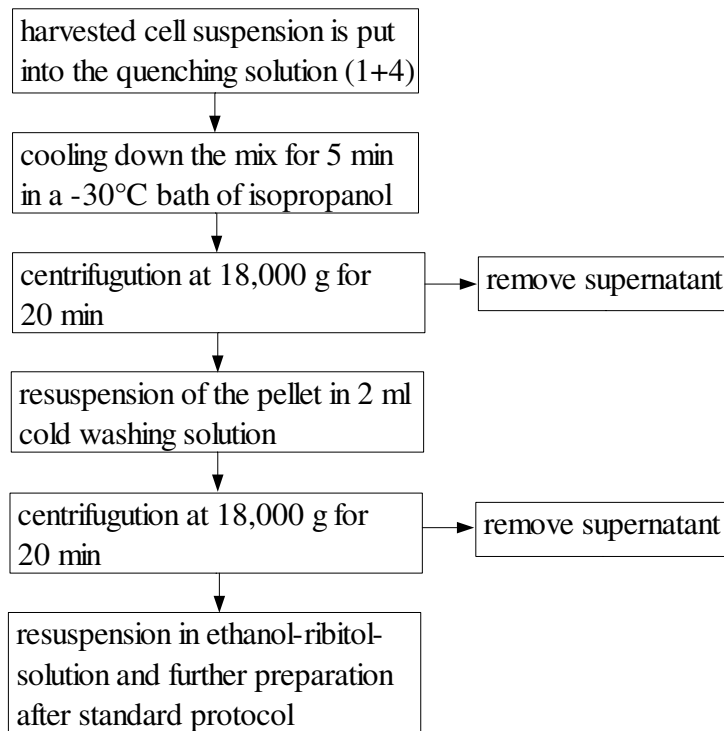 harvested cell suspension is put
into the quenching solution (1+4)
cooling down the mix for 5 min
in a -30°C bath of isopropanol
centrifugution at 18,000 g for
20 min
remove supernatant
resuspension of the pellet in 2 ml
cold washing solution
centrifugution at 18,000 g for
20 min
remove supernatant
resuspension in ethanol-ribitol-
solution and further preparation
after standard protocol